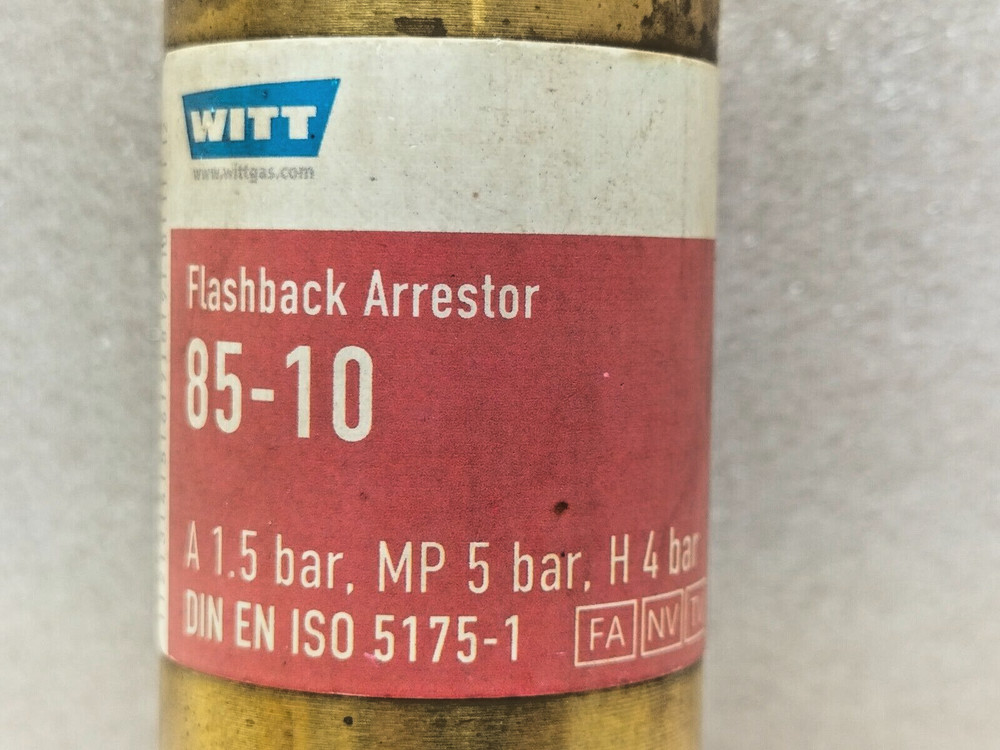 WITT
www.wittgas.com
Flashback Arrestor
85-10
A 1.5 bar, MP 5 bar, H 4 bar
DIN EN ISO 5175-1 FA NV